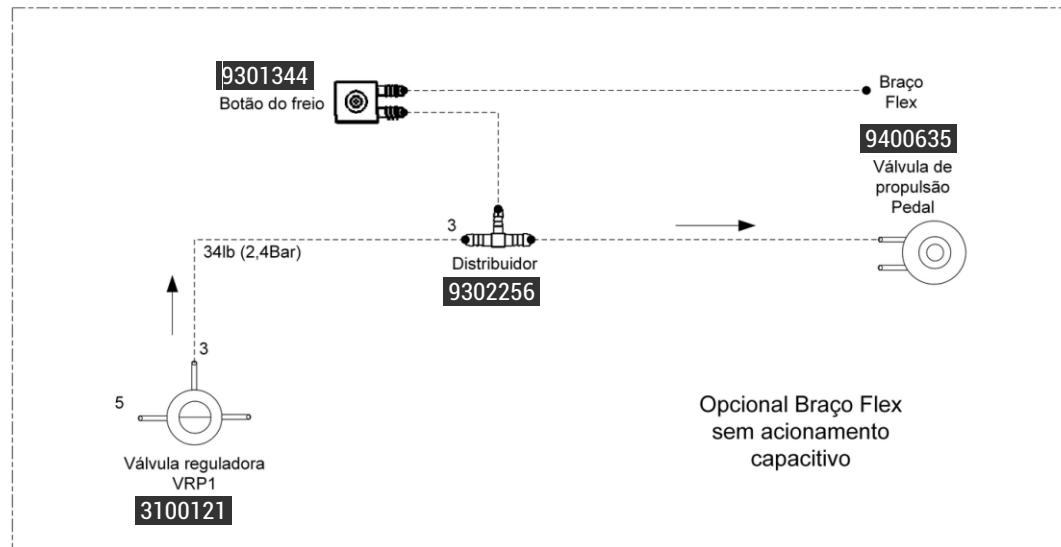 9301344
Botão do freio
Braço
Flex
9400635
Válvula de
propulsão
Pedal
3
34lb (2,4Bar)
Distribuidor
9302256
3
5
Válvula reguladora
VRP1
3100121
Opcional Braço Flex
sem acionamento
capacitivo